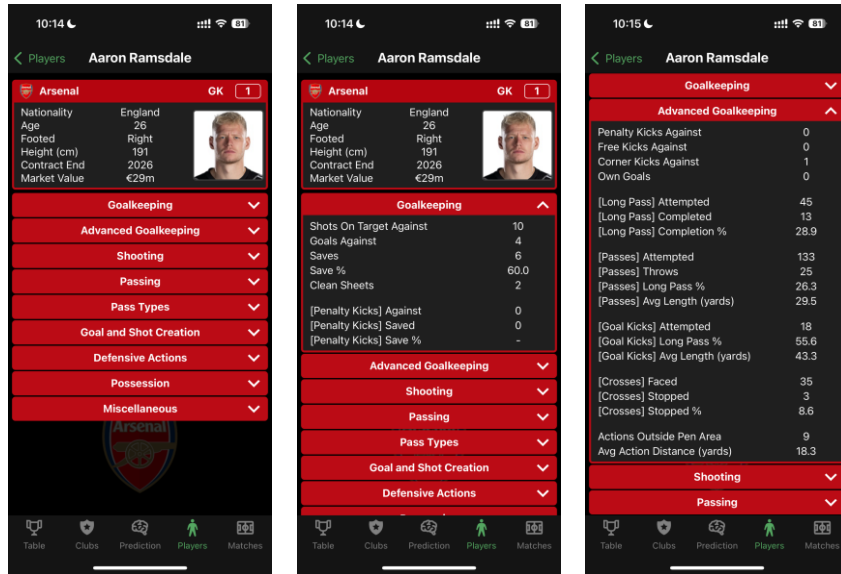 10:14
81
Players
Aaron Ramsdale
Arsenal
GK 1
Nationality England
Age 26
Footed Right
Height (cm) 191
Contract End 2026
Market Value €29m
Goalkeeping
Advanced Goalkeeping
Shooting
Passing
Pass Types
Goal and Shot Creation
Defensive Actions
Possession
Miscellaneous
Arsenal
Table Clubs Prediction Players Matches
10:14
81
Players
Aaron Ramsdale
Arsenal
GK 1
Nationality England
Age 26
Footed Right
Height (cm) 191
Contract End 2026
Market Value €29m
Goalkeeping
Shots On Target Against 10
Goals Against 4
Saves 6
Save % 60.0
Clean Sheets 2
[Penalty Kicks] Against 0
[Penalty Kicks] Saved 0
[Penalty Kicks] Save % -
Advanced Goalkeeping
Shooting
Passing
Pass Types
Goal and Shot Creation
Defensive Actions
Table Clubs Prediction Players Matches
10:15
81
Players
Aaron Ramsdale
Goalkeeping
Advanced Goalkeeping
Penalty Kicks Against 0
Free Kicks Against 0
Corner Kicks Against 1
Own Goals 0
[Long Pass] Attempted 45
[Long Pass] Completed 13
[Long Pass] Completion % 28.9
[Passes] Attempted 133
[Passes] Throws 25
[Passes] Long Pass % 26.3
[Passes] Avg Length (yards) 29.5
[Goal Kicks] Attempted 18
[Goal Kicks] Long Pass % 55.6
[Goal Kicks] Avg Length (yards) 43.3
[Crosses] Faced 35
[Crosses] Stopped 3
[Crosses] Stopped % 8.6
Actions Outside Pen Area 9
Avg Action Distance (yards) 18.3
Shooting
Passing
Table Clubs Prediction Players Matches